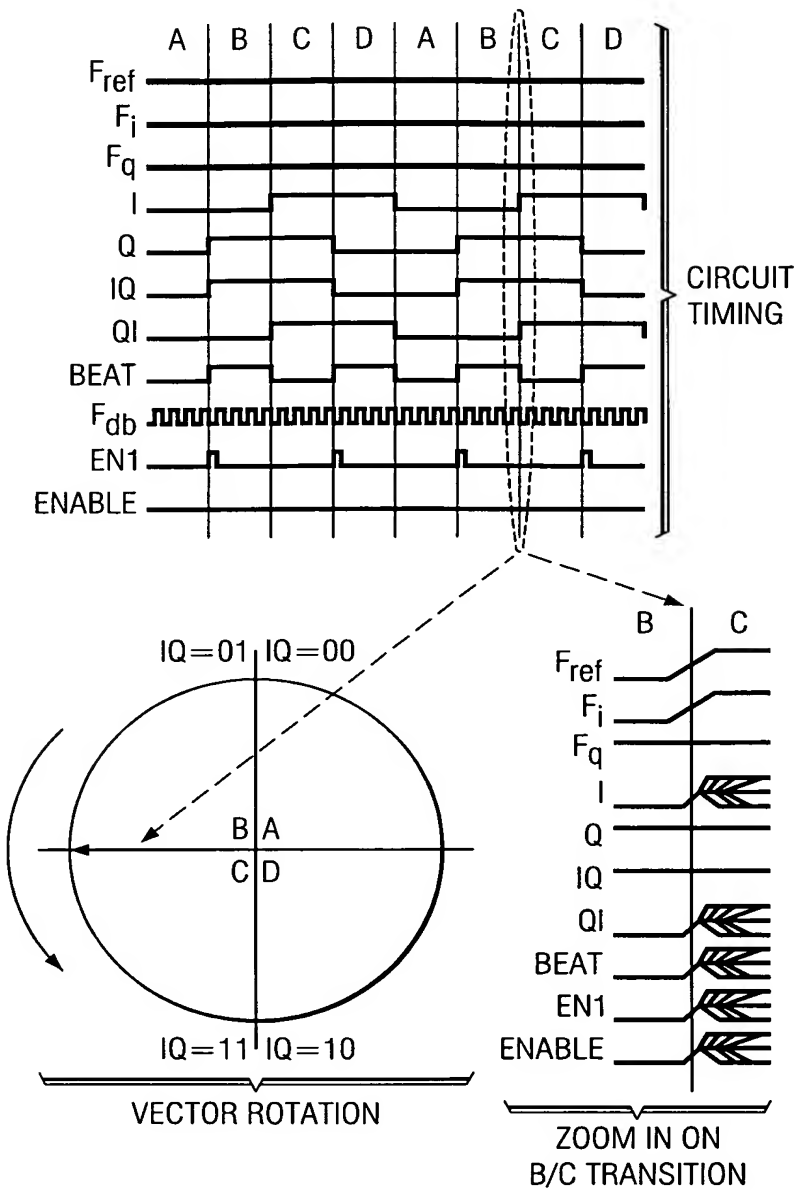 A B C D A B C D
Fref
Fi
Fq
I
Q
IQ
QI
BEAT
Fdb
EN1
ENABLE
CIRCUIT
TIMING
IQ=01 IQ=00
B A
C D
IQ=11 IQ=10
VECTOR ROTATION
B C
Fref
Fi
Fq
I
Q
IQ
QI
BEAT
EN1
ENABLE
ZOOM IN ON
B/C TRANSITION